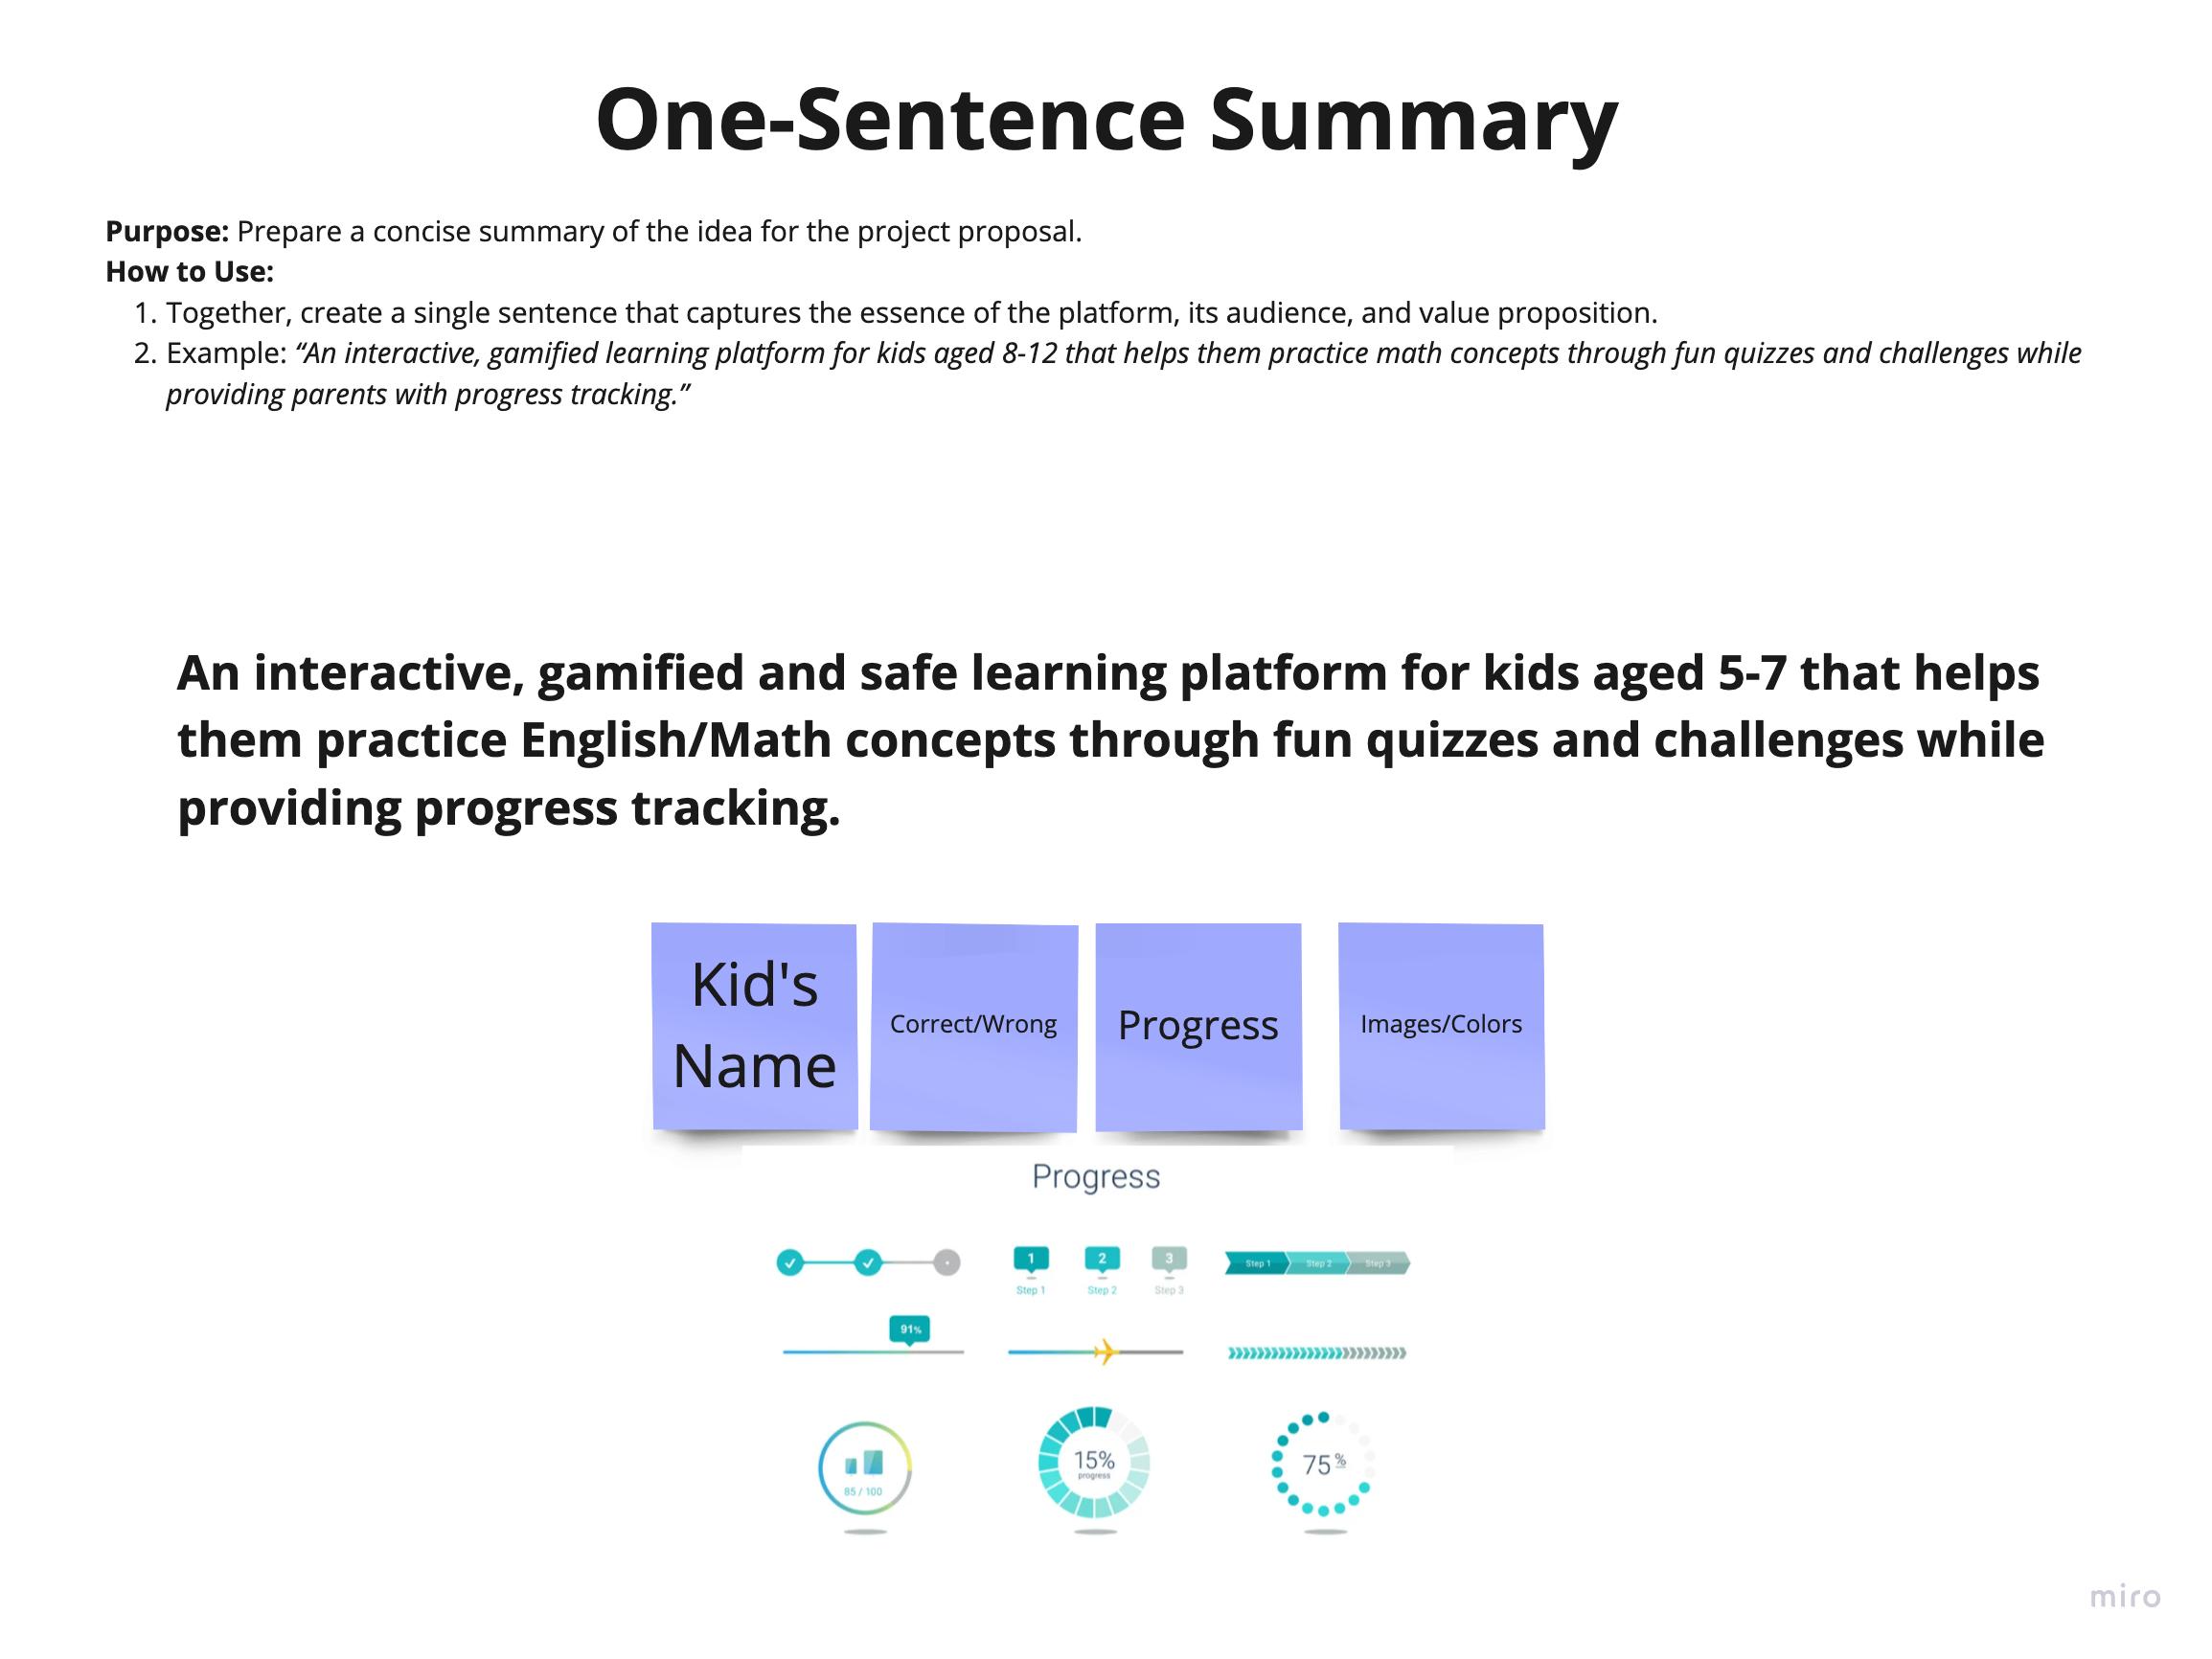 One-Sentence Summary
Purpose: Prepare a concise summary of the idea for the project proposal.
How to Use:
1. Together, create a single sentence that captures the essence of the platform, its audience, and value proposition.
2. Example: “An interactive, gamified learning platform for kids aged 8-12 that helps them practice math concepts through fun quizzes and challenges while
providing parents with progress tracking.”
An interactive, gamified and safe learning platform for kids aged 5-7 that helps
them practice English/Math concepts through fun quizzes and challenges while
providing progress tracking.
Kid's
Name
Correct/Wrong
Progress
Images/Colors
Progress
1 2 3
Step 1 Step 2 Step 3
Step 1 Step 2 Step 3
91%
85 / 100
15%
progress
75%
miro